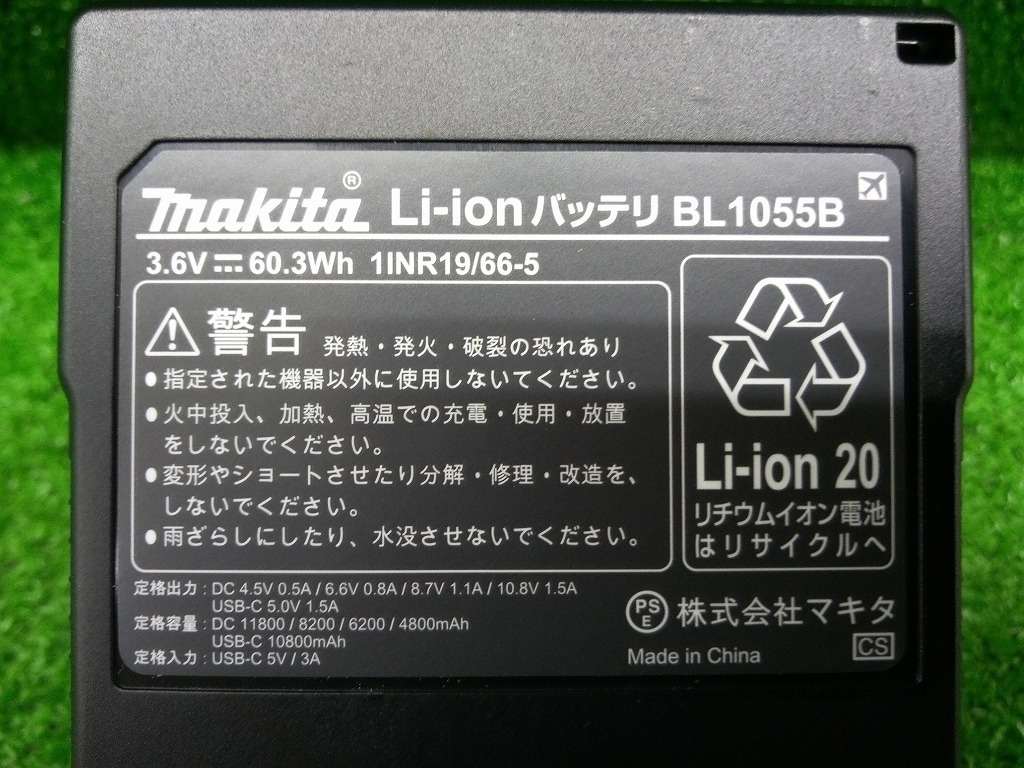 makita® Li-ionバッテリ BL1055B
3.6V⎓60.3Wh 1INR19/66-5
警告 発熱・発火・破裂の恐れあり
●指定された機器以外に使用しないてください。
●火中投入、加熱、高温での充電・使用・放置
をしないでください。
●変形やショートさせたり分解・修理・改造を、
しないでください。
●雨ざらしにしたり、水没させないでください。
Li-ion 20
リチウムイオン電池
はリサイクルへ
定格出力 : DC 4.5V 0.5A / 6.6V 0.8A / 8.7V 1.1A / 10.8V 1.5A
USB-C 5.0V 1.5A
定格容量 : DC 11800 / 8200 / 6200 / 4800mAh
USB-C 10800mAh
定格入力 : USB-C 5V / 3A
PS
E
株式会社マキタ
Made in China
CS